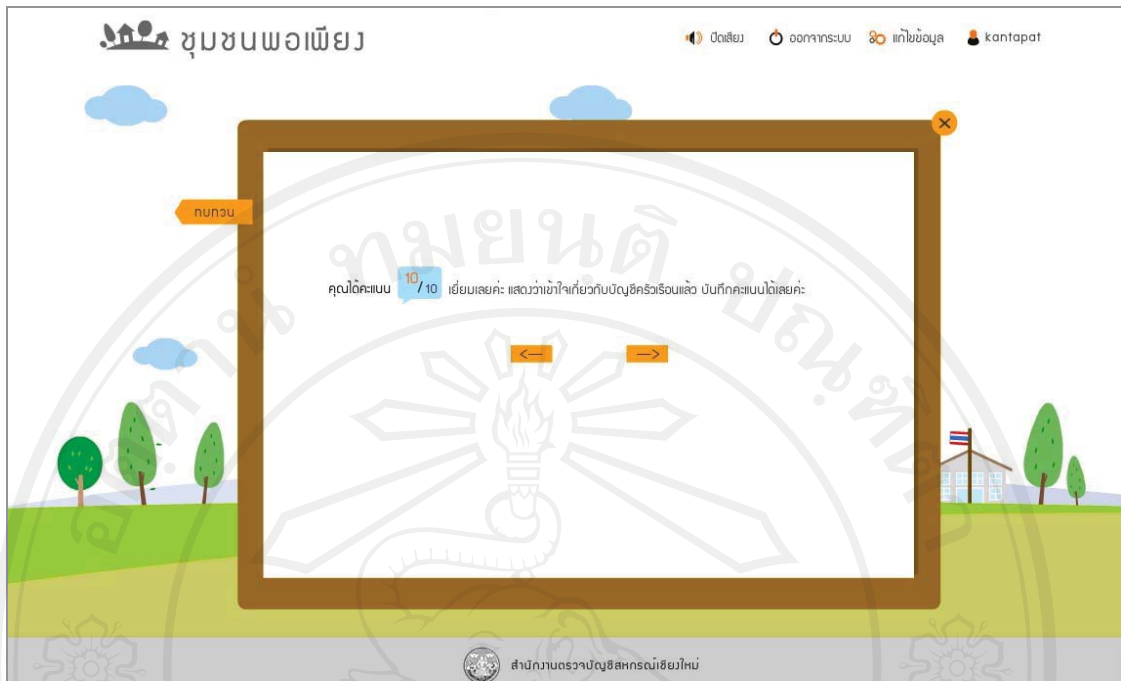 ชุมชนพอเพียง
ปิดเสียง ออกจากระบบ แก้ไขข้อมูล kantapat
ทบทวน
คุณได้คะแนน 10/10 เยี่ยมเลยค่ะ แสดงว่าเข้าใจเกี่ยวกับบัญชีครัวเรือนแล้ว บันทึกคะแนนได้เลยค่ะ
<— —>
สำนักงานตรวจบัญชีสหกรณ์เชียงใหม่